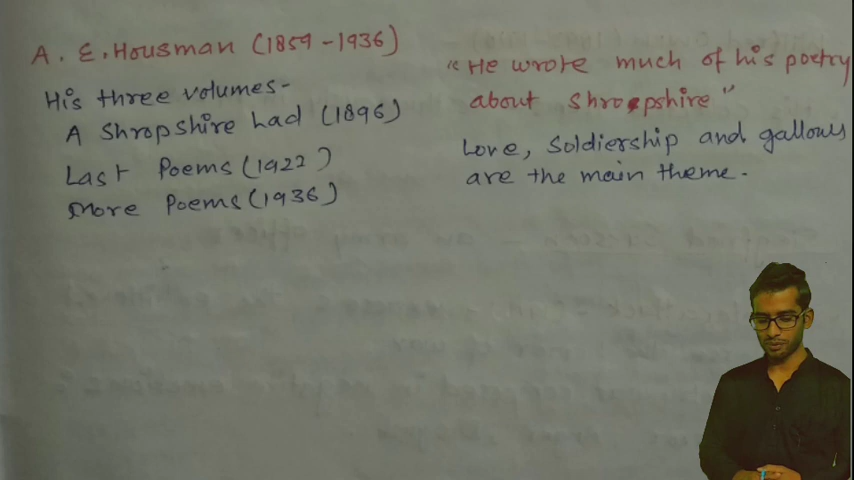 A. E. Housman (1859-1936)
His three volumes-
A Shropshire Lad (1896)
Last Poems (1922)
More Poems (1936)
"He wrote much of his poetry
about Shropshire"
Love, Soldiership and gallows
are the main theme.